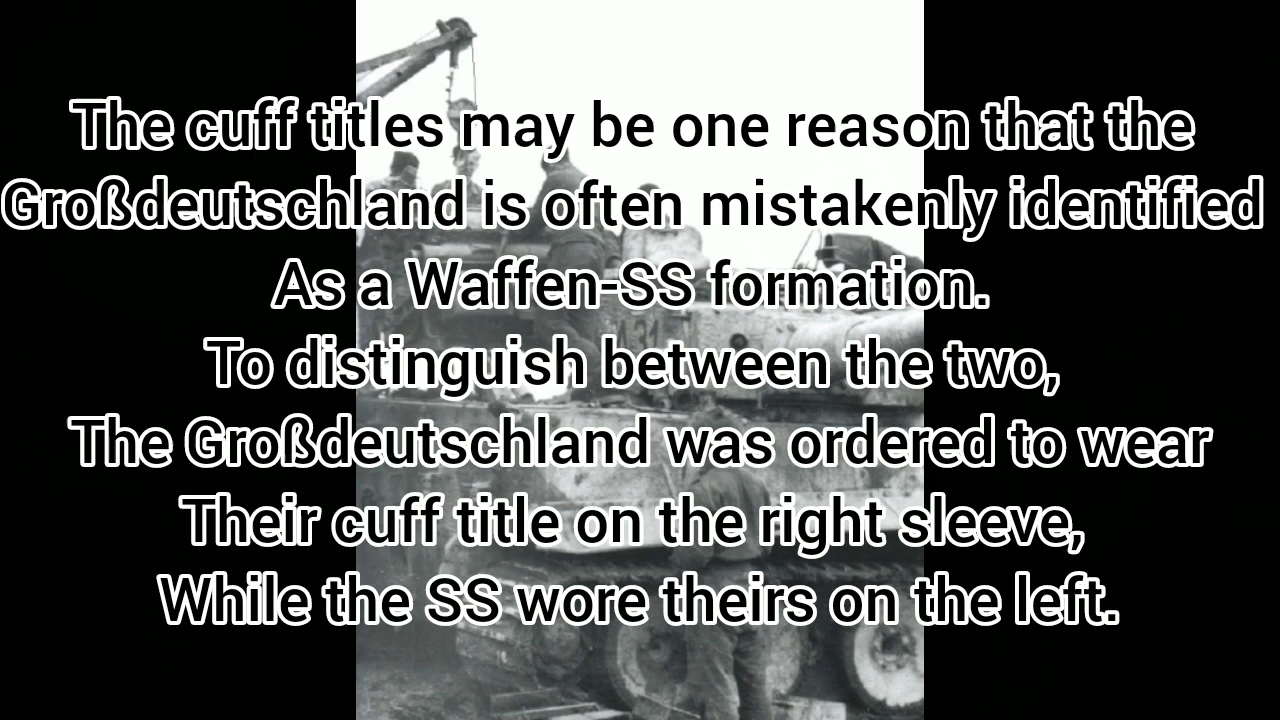 The cuff titles may be one reason that the
Großdeutschland is often mistakenly identified
As a Waffen-SS formation.
To distinguish between the two,
The Großdeutschland was ordered to wear
Their cuff title on the right sleeve,
While the SS wore theirs on the left.